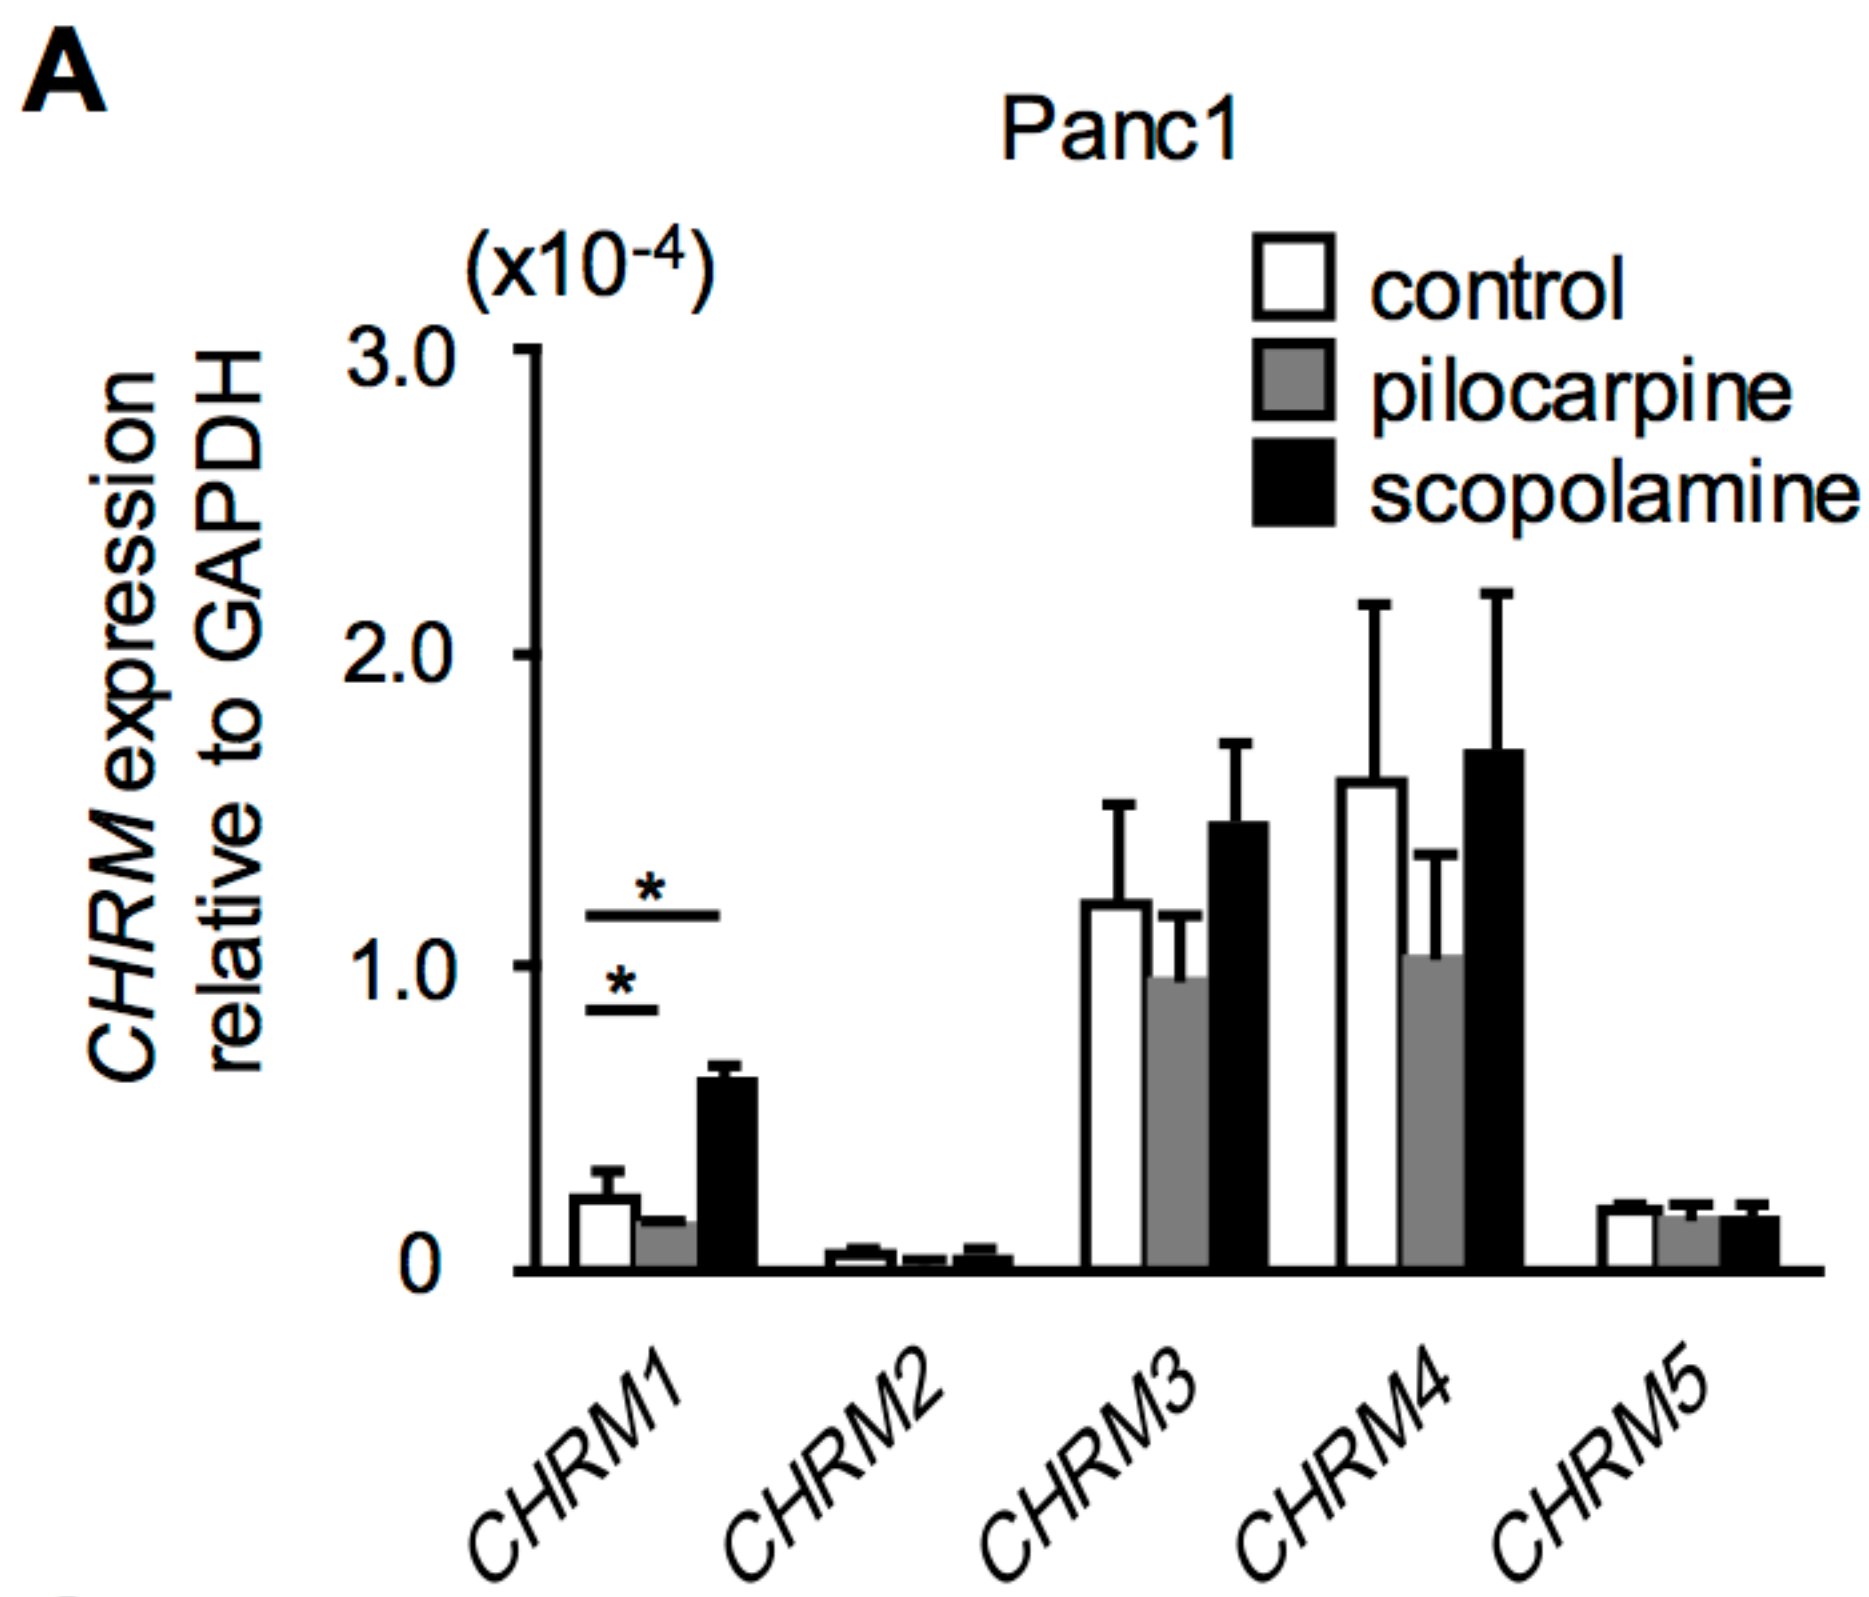 A
Panc1
(x10⁻⁴)
control
pilocarpine
scopolamine
CHRM expression
relative to GAPDH
3.0
2.0
1.0
0
*
*
CHRM1
CHRM2
CHRM3
CHRM4
CHRM5